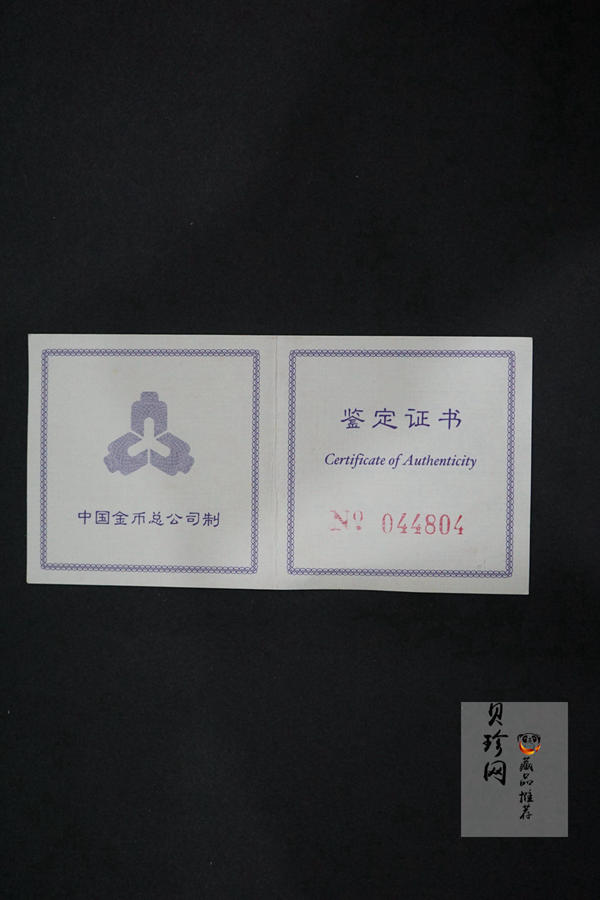 中国金币总公司制
鉴定证书
Certificate of Authenticity
Nº 044804
贝珍网
藏品推荐